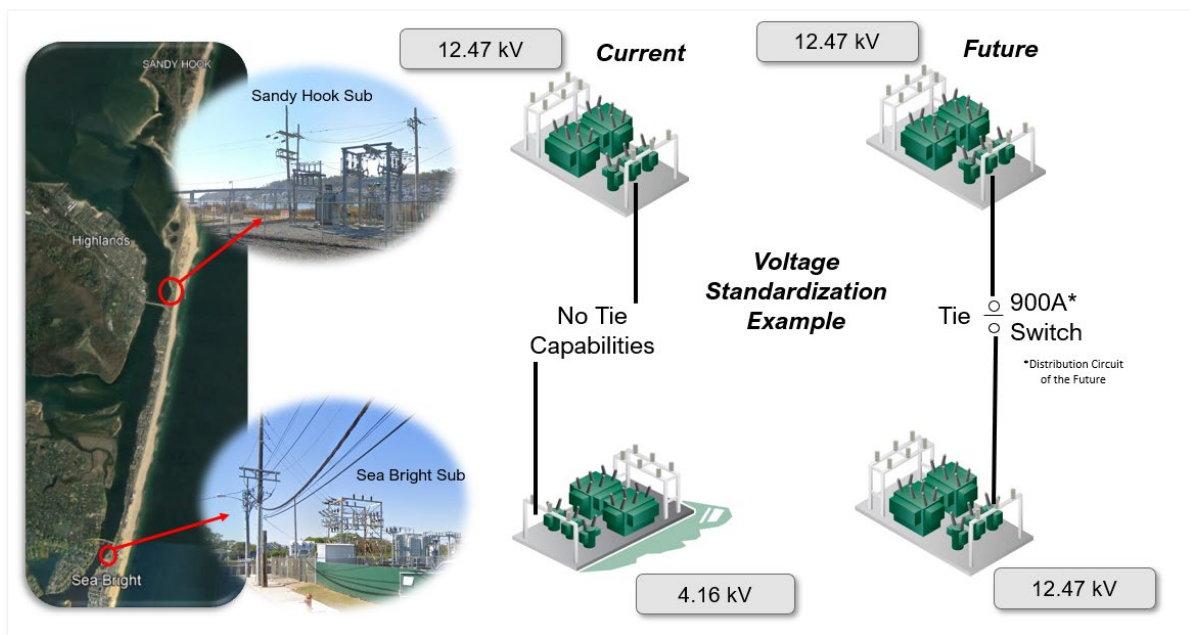 SANDY HOOK
Sandy Hook Sub
Highlands
Sea Bright Sub
Sea Bright
12.47 kV
Current
No Tie
Capabilities
4.16 kV
Voltage
Standardization
Example
12.47 kV
Future
Tie
900A*
Switch
*Distribution Circuit
of the Future
12.47 kV